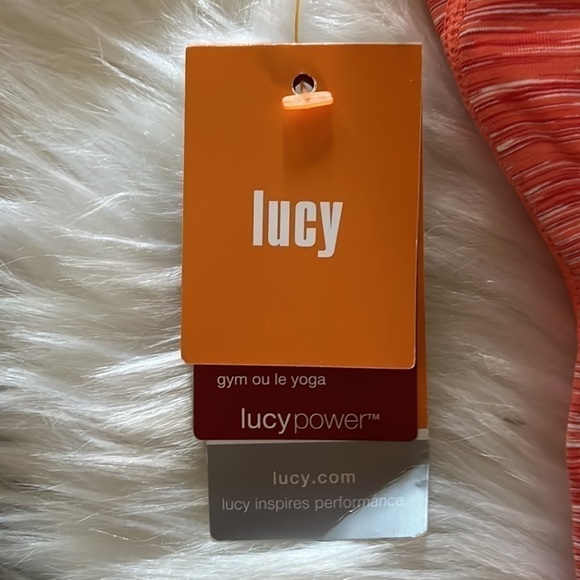 lucy
gym ou le yoga
lucypower™
lucy.com
lucy inspires performance